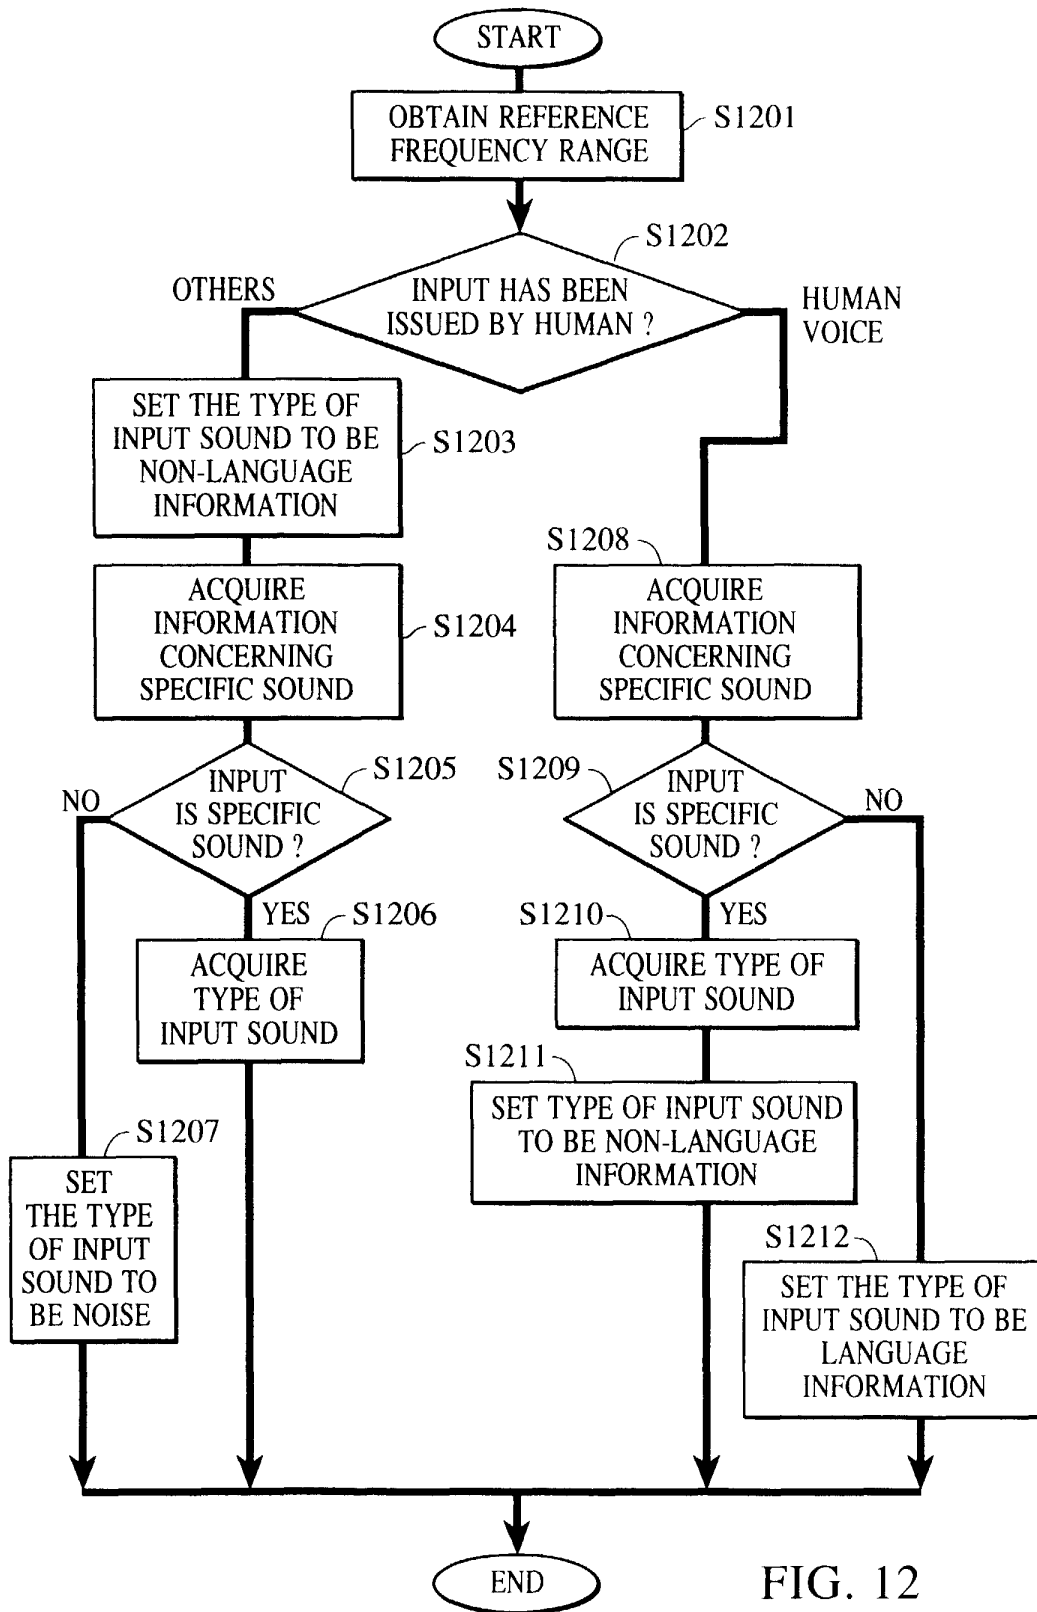 START
OBTAIN REFERENCE
FREQUENCY RANGE
S1201
S1202
INPUT HAS BEEN
ISSUED BY HUMAN ?
OTHERS
HUMAN
VOICE
SET THE TYPE OF
INPUT SOUND TO BE
NON-LANGUAGE
INFORMATION
S1203
ACQUIRE
INFORMATION
CONCERNING
SPECIFIC SOUND
S1204
S1208
ACQUIRE
INFORMATION
CONCERNING
SPECIFIC SOUND
INPUT
IS SPECIFIC
SOUND ?
S1205
NO
YES
S1209
INPUT
IS SPECIFIC
SOUND ?
NO
YES
S1206
ACQUIRE
TYPE OF
INPUT SOUND
S1210
ACQUIRE TYPE OF
INPUT SOUND
S1211
SET TYPE OF INPUT SOUND
TO BE NON-LANGUAGE
INFORMATION
S1207
SET
THE TYPE
OF INPUT
SOUND TO
BE NOISE
S1212
SET THE TYPE OF
INPUT SOUND TO BE
LANGUAGE
INFORMATION
END
FIG. 12